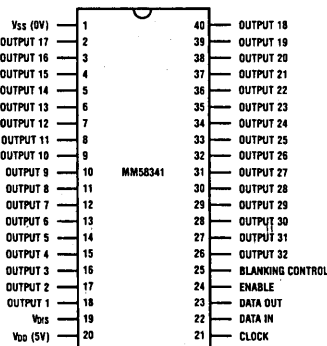 VSS (0V) 1 40 OUTPUT 18
OUTPUT 17 2 39 OUTPUT 19
OUTPUT 16 3 38 OUTPUT 20
OUTPUT 15 4 37 OUTPUT 21
OUTPUT 14 5 36 OUTPUT 22
OUTPUT 13 6 35 OUTPUT 23
OUTPUT 12 7 34 OUTPUT 24
OUTPUT 11 8 33 OUTPUT 25
OUTPUT 10 9 32 OUTPUT 26
OUTPUT 9 10 MM58341 31 OUTPUT 27
OUTPUT 8 11 30 OUTPUT 28
OUTPUT 7 12 29 OUTPUT 29
OUTPUT 6 13 28 OUTPUT 30
OUTPUT 5 14 27 OUTPUT 31
OUTPUT 4 15 26 OUTPUT 32
OUTPUT 3 16 25 BLANKING CONTROL
OUTPUT 2 17 24 ENABLE
OUTPUT 1 18 23 DATA OUT
VDIS 19 22 DATA IN
VDD (5V) 20 21 CLOCK